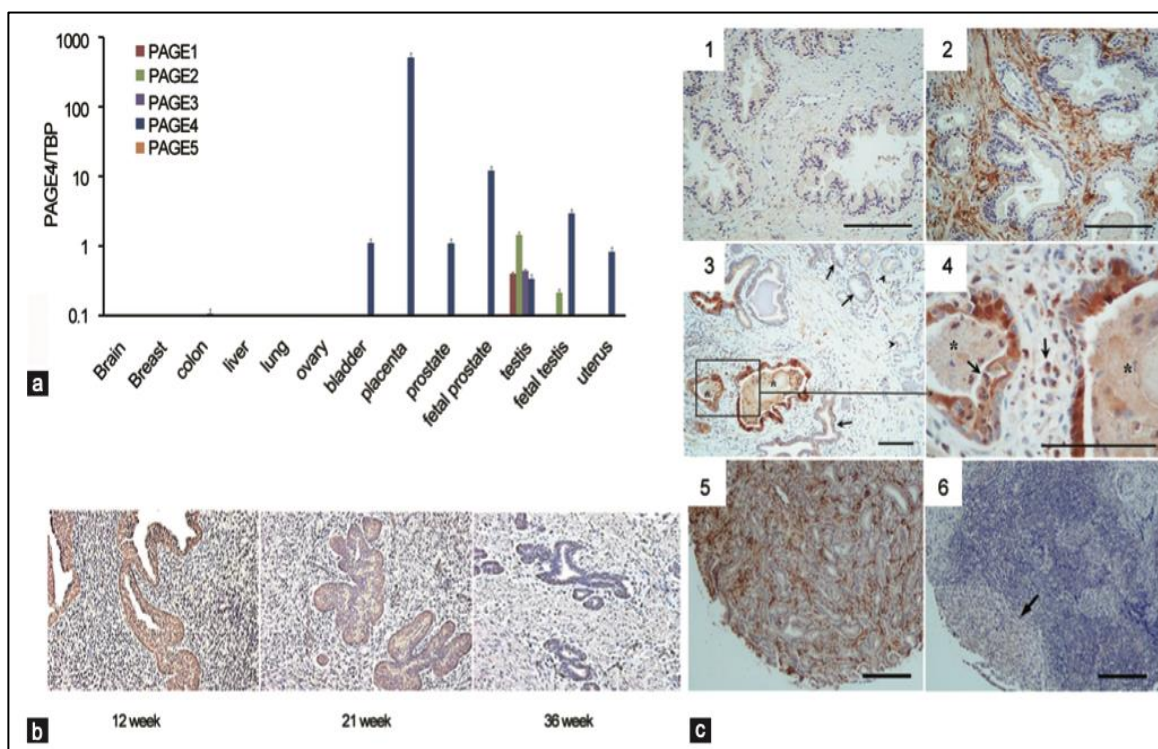 1000
100
10
1
0.1
PAGE4/TBP
PAGE1
PAGE2
PAGE3
PAGE4
PAGE5
Brain
Breast
colon
liver
lung
ovary
bladder
placenta
prostate
fetal prostate
testis
fetal testis
uterus
a
12 week
21 week
36 week
b
1
2
3
*
*
4
*
*
5
6
c